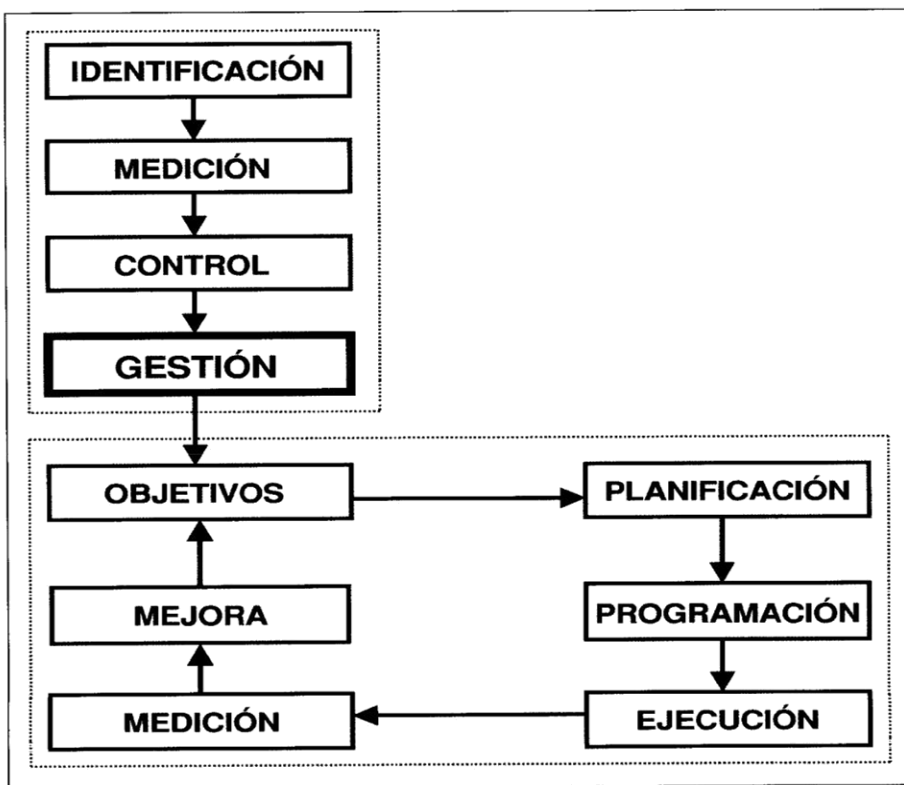 IDENTIFICACIÓN
MEDICIÓN
CONTROL
GESTIÓN
OBJETIVOS
PLANIFICACIÓN
MEJORA
PROGRAMACIÓN
MEDICIÓN
EJECUCIÓN